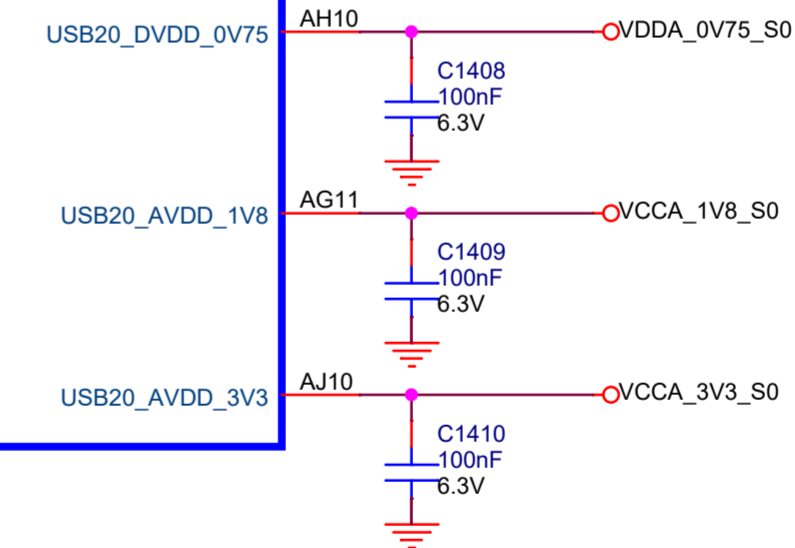 USB20_DVDD_0V75 AH10 VDDA_0V75_S0
C1408
100nF
6.3V
USB20_AVDD_1V8 AG11 VCCA_1V8_S0
C1409
100nF
6.3V
USB20_AVDD_3V3 AJ10 VCCA_3V3_S0
C1410
100nF
6.3V